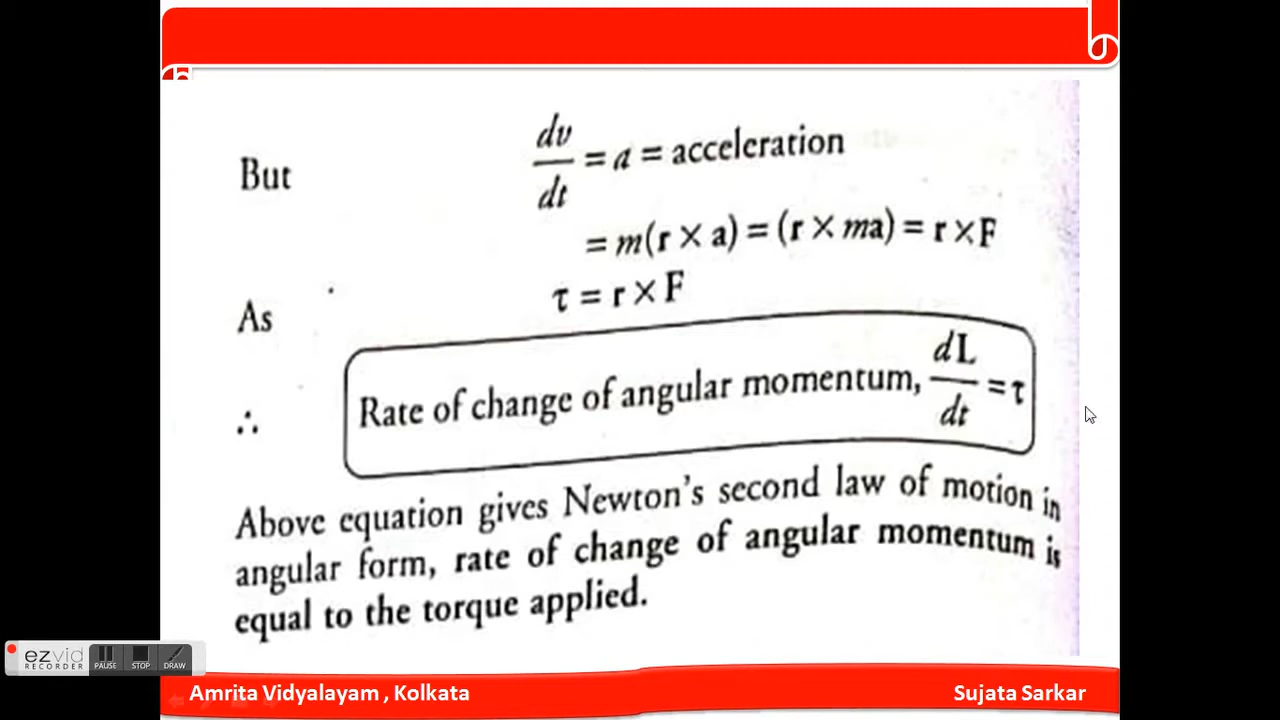 But dv/dt = a = acceleration
= m(r × a) = (r × ma) = r × F
As τ = r × F
∴ Rate of change of angular momentum, dL/dt = τ
Above equation gives Newton's second law of motion in
angular form, rate of change of angular momentum is
equal to the torque applied.
ezvid
RECORDER
PAUSE
STOP
DRAW
Amrita Vidyalayam , Kolkata
Sujata Sarkar